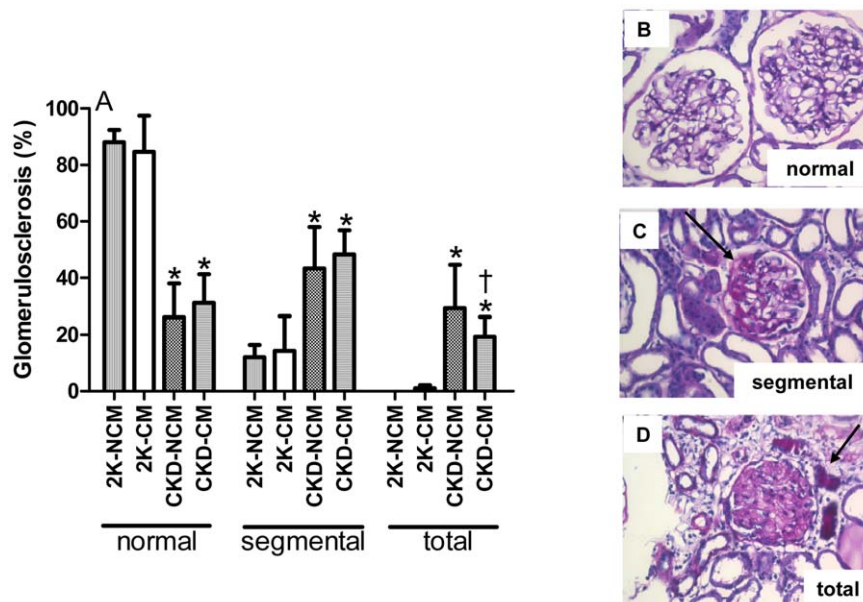 A
Glomerulosclerosis (%)
100
80
60
40
20
0
* * * * * † *
2K-NCM 2K-CM CKD-NCM CKD-CM 2K-NCM 2K-CM CKD-NCM CKD-CM 2K-NCM 2K-CM CKD-NCM CKD-CM
normal segmental total
B
normal
C
segmental
D
total